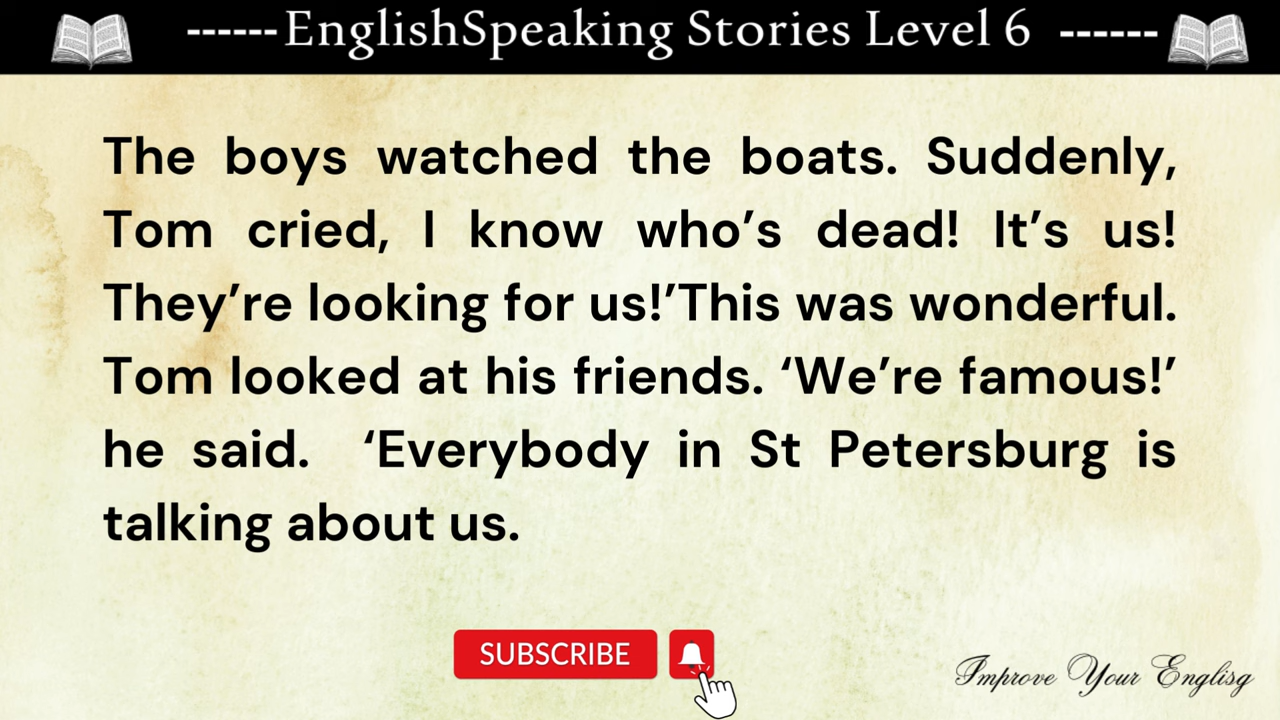 ------EnglishSpeaking Stories Level 6 ------
The boys watched the boats. Suddenly,
Tom cried, I know who’s dead! It’s us!
They’re looking for us!’This was wonderful.
Tom looked at his friends. ‘We’re famous!’
he said. ‘Everybody in St Petersburg is
talking about us.
SUBSCRIBE
Improve Your Englisg